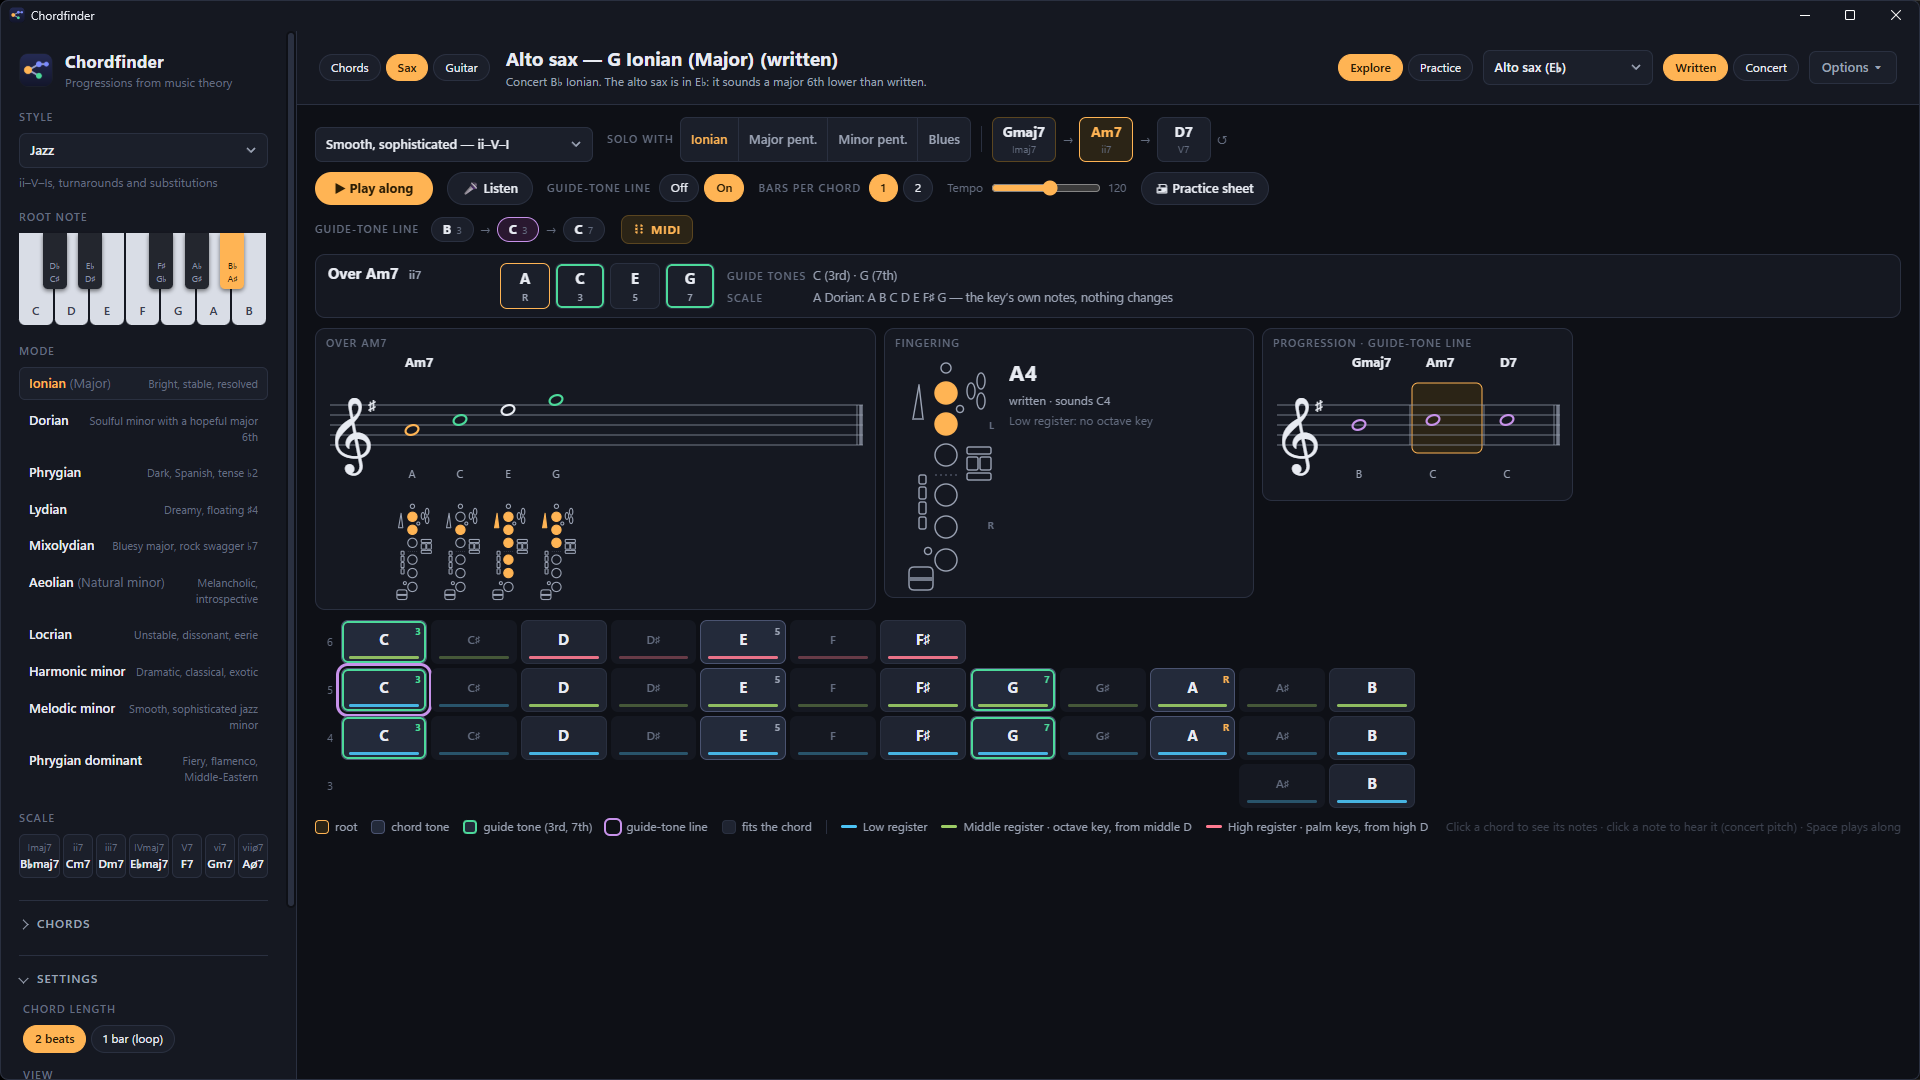 Chordfinder
Chordfinder
Progressions from music theory
STYLE
Jazz
ii–V–Is, turnarounds and substitutions
ROOT NOTE
D♭ E♭ F♯ A♭ B♭
C♯ D♯ G♭ G♯ A♯
C D E F G A B
MODE
Ionian (Major) Bright, stable, resolved
Dorian Soulful minor with a hopeful major
6th
Phrygian Dark, Spanish, tense ♭2
Lydian Dreamy, floating ♯4
Mixolydian Bluesy major, rock swagger ♭7
Aeolian (Natural minor) Melancholic,
introspective
Locrian Unstable, dissonant, eerie
Harmonic minor Dramatic, classical, exotic
Melodic minor Smooth, sophisticated jazz
minor
Phrygian dominant Fiery, flamenco,
Middle-Eastern
SCALE
Imaj7 ii7 iii7 IVmaj7 V7 vi7 viiø7
B♭maj7 Cm7 Dm7 E♭maj7 F7 Gm7 Aø7
CHORDS
SETTINGS
CHORD LENGTH
2 beats 1 bar (loop)
VIEW
Chords Sax Guitar
Alto sax — G Ionian (Major) (written)
Concert B♭ Ionian. The alto sax is in E♭: it sounds a major 6th lower than written.
Explore Practice Alto sax (E♭) Written Concert Options
Smooth, sophisticated — ii–V–I SOLO WITH Ionian Major pent. Minor pent. Blues
Gmaj7 → Am7 → D7 ↺
Imaj7 ii7 V7
▶ Play along Listen GUIDE-TONE LINE Off On BARS PER CHORD 1 2 Tempo 120 Practice sheet
GUIDE-TONE LINE B 3 → C 3 → C 7 MIDI
Over Am7 ii7
A C E G
R 3 5 7
GUIDE TONES C (3rd) · G (7th)
SCALE A Dorian: A B C D E F♯ G — the key's own notes, nothing changes
OVER AM7
Am7
A C E G
FINGERING
A4
written · sounds C4
Low register: no octave key
L
R
PROGRESSION · GUIDE-TONE LINE
Gmaj7 Am7 D7
B C C
6 C 3 C♯ D D♯ E 5 F F♯
5 C 3 C♯ D D♯ E 5 F F♯ G 7 G♯ A R A♯ B
4 C 3 C♯ D D♯ E 5 F F♯ G 7 G♯ A R A♯ B
3 A♯ B
root chord tone guide tone (3rd, 7th) guide-tone line fits the chord Low register Middle register · octave key, from middle D High register · palm keys, from high D Click a chord to see its notes · click a note to hear it (concert pitch) · Space plays along